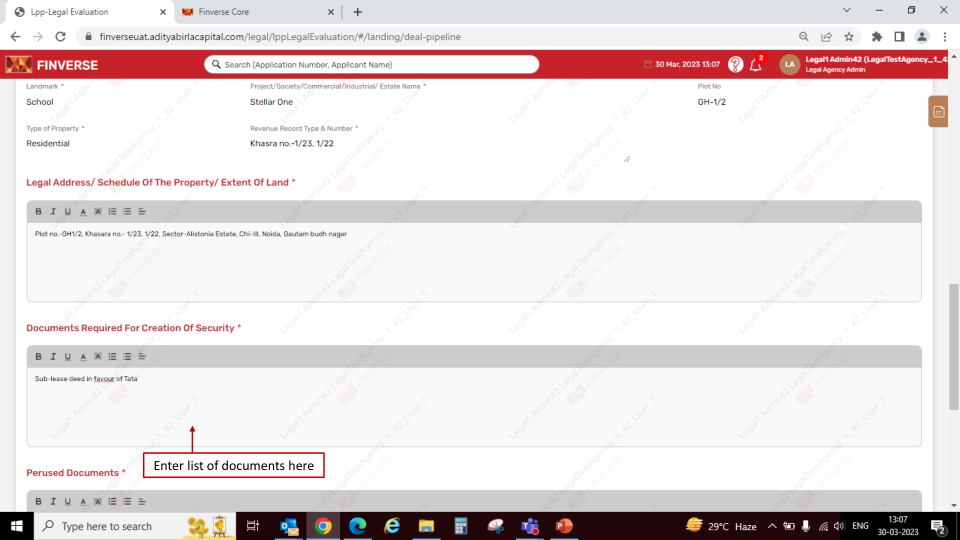 Lpp-Legal Evaluation
Finverse Core
finverseuat.adityabirlacapital.com/legal/lppLegalEvaluation/#/landing/deal-pipeline
FINVERSE
Search (Application Number, Applicant Name)
30 Mar, 2023 13:07
2
LA
Legal1 Admin42 (LegalTestAgency_1_4
Legal Agency Admin
Landmark *
Project/Society/Commercial/Industrial/ Estate Name *
Plot No
School
Stellar One
GH-1/2
Type of Property *
Revenue Record Type & Number *
Residential
Khasra no.-1/23, 1/22
Legal Address/ Schedule Of The Property/ Extent Of Land *
B I U A
Plot no.-GH1/2, Khasara no.- 1/23, 1/22, Sector-Alistonia Estate, Chi-III, Noida, Gautam budh nagar
Documents Required For Creation Of Security *
B I U A
Sub-lease deed in favour of Tata
Enter list of documents here
Perused Documents *
B I U A
Type here to search
29°C Haze
ENG
13:07
30-03-2023
2